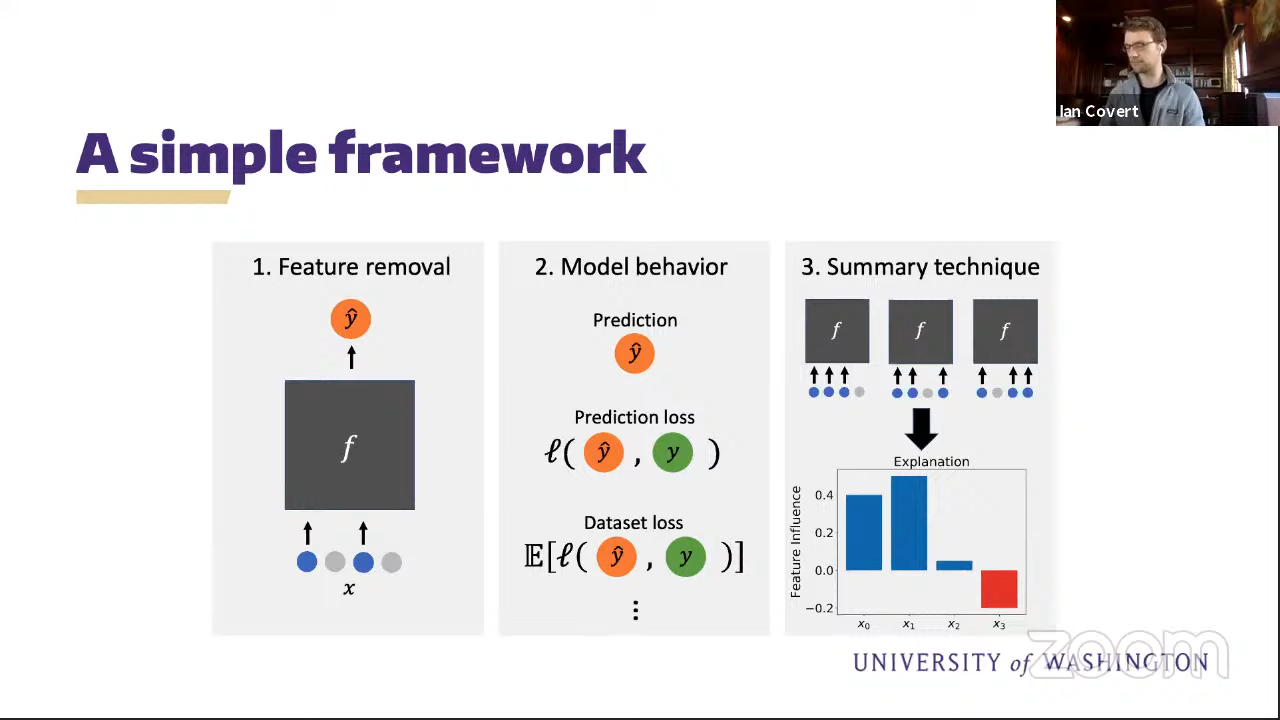 Ian Covert
A simple framework
1. Feature removal
ŷ
f
x
2. Model behavior
Prediction
ŷ
Prediction loss
ℓ( ŷ , y )
Dataset loss
𝔼[ℓ( ŷ , y )]
⋮
3. Summary technique
f f f
Explanation
Feature Influence
0.4
0.2
0.0
−0.2
x₀ x₁ x₂ x₃
zoom
UNIVERSITY of WASHINGTON